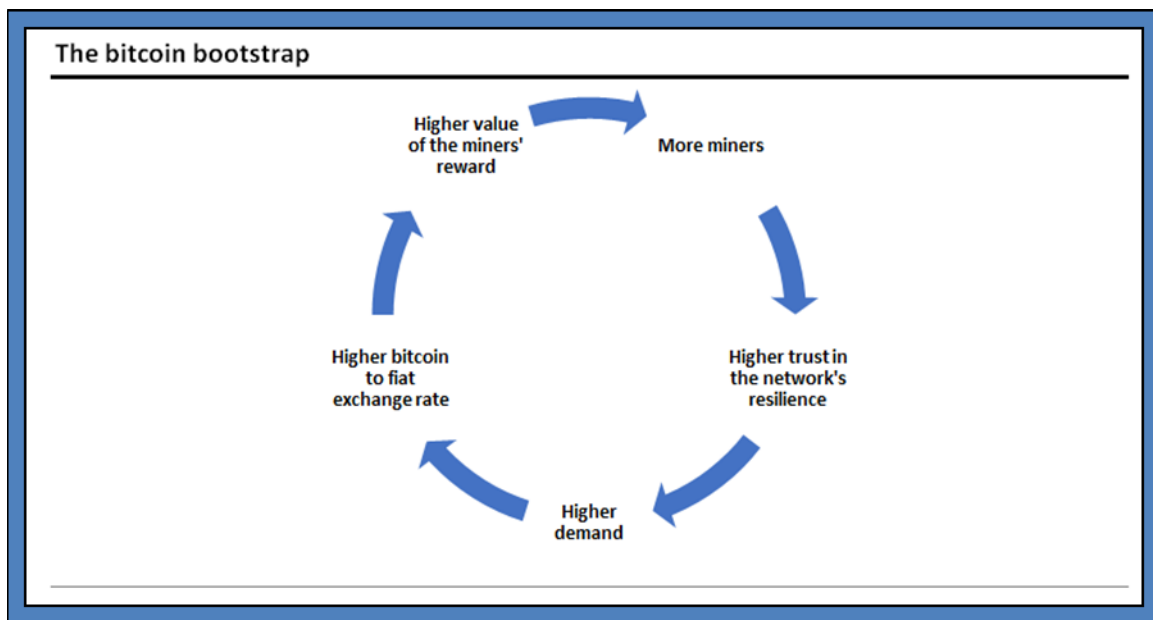 The bitcoin bootstrap
Higher value
of the miners'
reward
More miners
Higher trust in
the network's
resilience
Higher
demand
Higher bitcoin
to fiat
exchange rate